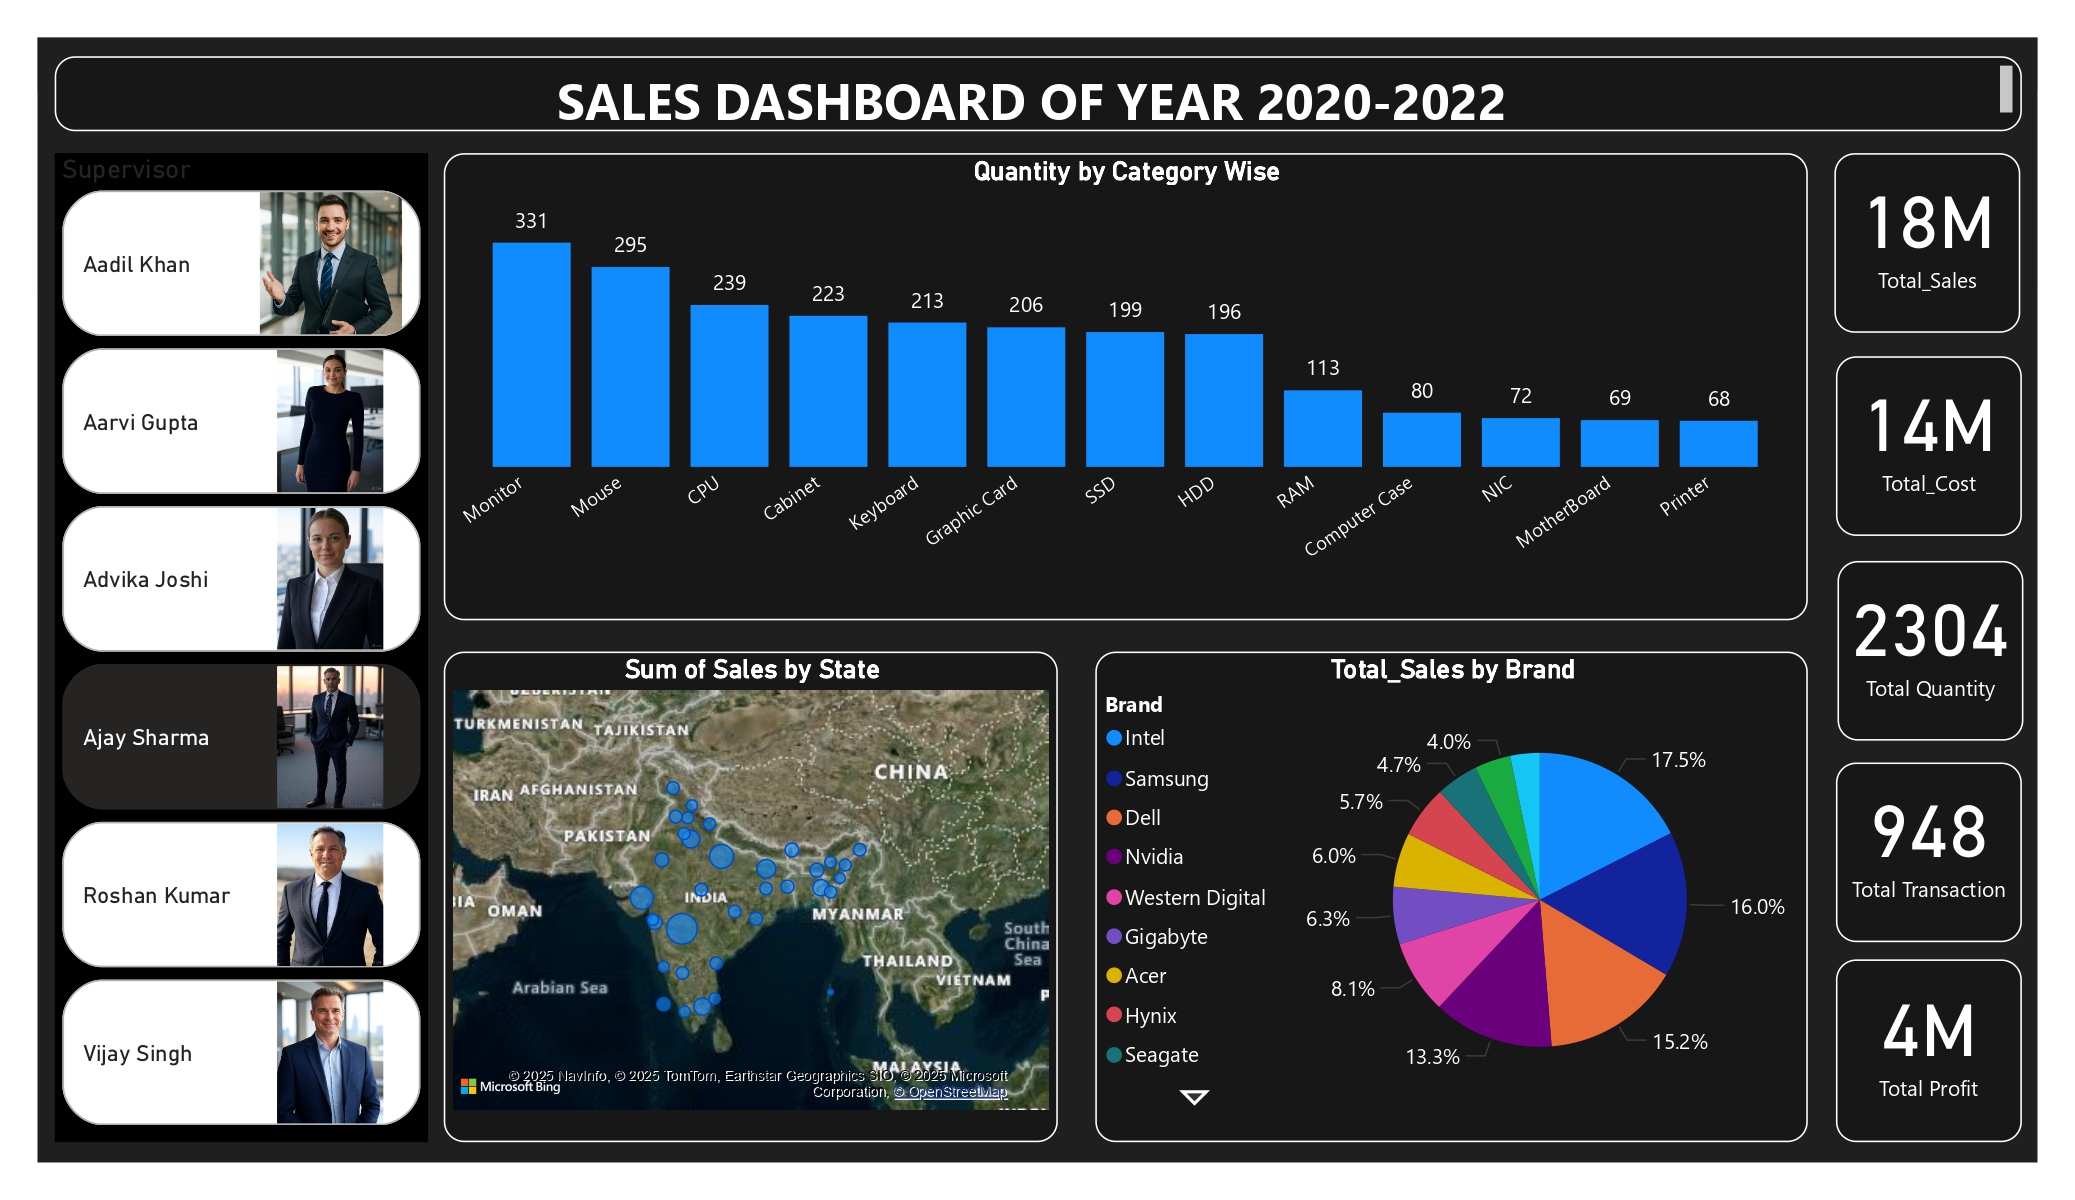 SALES DASHBOARD OF YEAR 2020-2022
Supervisor
Aadil Khan
Aarvi Gupta
Advika Joshi
Ajay Sharma
Roshan Kumar
Vijay Singh
Quantity by Category Wise
331
295
239
223
213
206
199
196
113
80
72
69
68
Monitor
Mouse
CPU
Cabinet
Keyboard
Graphic Card
SSD
HDD
RAM
Computer Case
NIC
MotherBoard
Printer
Sum of Sales by State
UZBEKISTAN
TURKMENISTAN
TAJIKISTAN
CHINA
IRAN
AFGHANISTAN
PAKISTAN
INDIA
OMAN
MYANMAR
South
China
Sea
THAILAND
VIETNAM
Arabian Sea
MALAYSIA
© 2025 NavInfo, © 2025 TomTom, Earthstar Geographics SIO, © 2025 Microsoft
Corporation, © OpenStreetMap
Microsoft Bing
Total_Sales by Brand
Brand
Intel
Samsung
Dell
Nvidia
Western Digital
Gigabyte
Acer
Hynix
Seagate
17.5%
16.0%
15.2%
13.3%
8.1%
6.3%
6.0%
5.7%
4.7%
4.0%
18M
Total_Sales
14M
Total_Cost
2304
Total Quantity
948
Total Transaction
4M
Total Profit